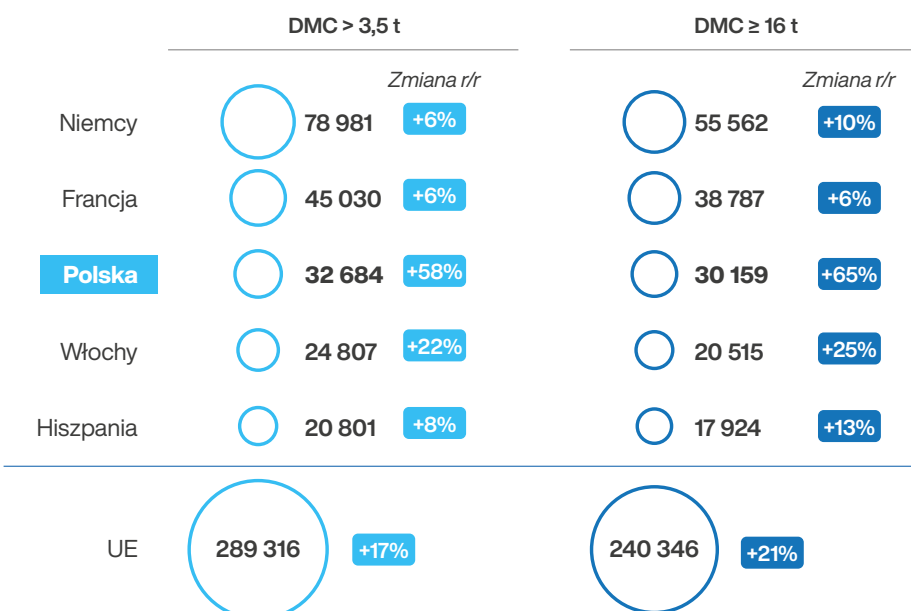 DMC > 3,5 t DMC ≥ 16 t
Zmiana r/r Zmiana r/r
Niemcy 78 981 +6% 55 562 +10%
Francja 45 030 +6% 38 787 +6%
Polska 32 684 +58% 30 159 +65%
Włochy 24 807 +22% 20 515 +25%
Hiszpania 20 801 +8% 17 924 +13%
UE 289 316 +17% 240 346 +21%